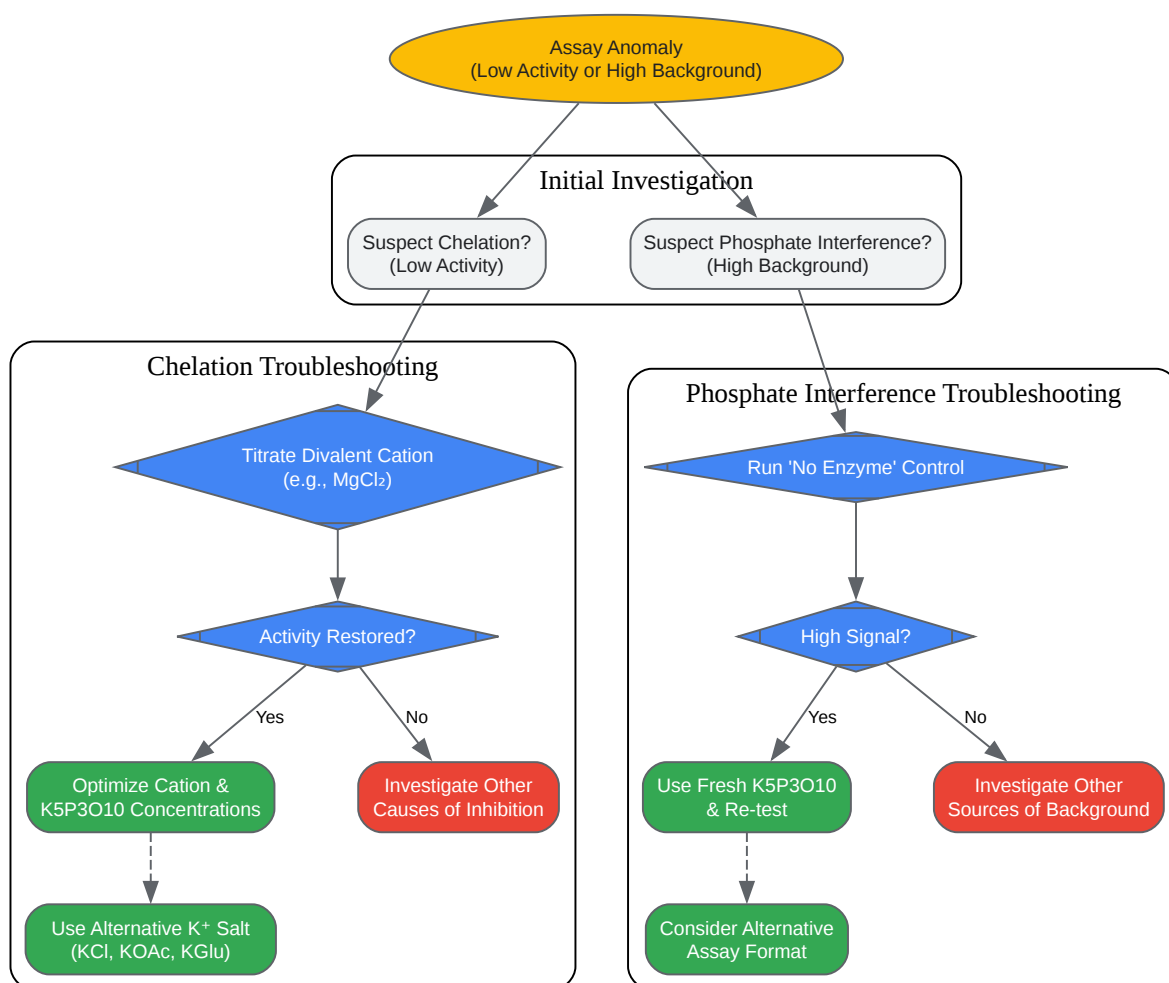 Assay Anomaly
(Low Activity or High Background)
Initial Investigation
Suspect Chelation?
(Low Activity)
Suspect Phosphate Interference?
(High Background)
Chelation Troubleshooting
Titrate Divalent Cation
(e.g., MgCl₂)
Activity Restored?
Yes
No
Optimize Cation &
K5P3O10 Concentrations
Investigate Other
Causes of Inhibition
Use Alternative K⁺ Salt
(KCl, KOAc, KGlu)
Phosphate Interference Troubleshooting
Run 'No Enzyme' Control
High Signal?
Yes
No
Use Fresh K5P3O10
& Re-test
Investigate Other
Sources of Background
Consider Alternative
Assay Format